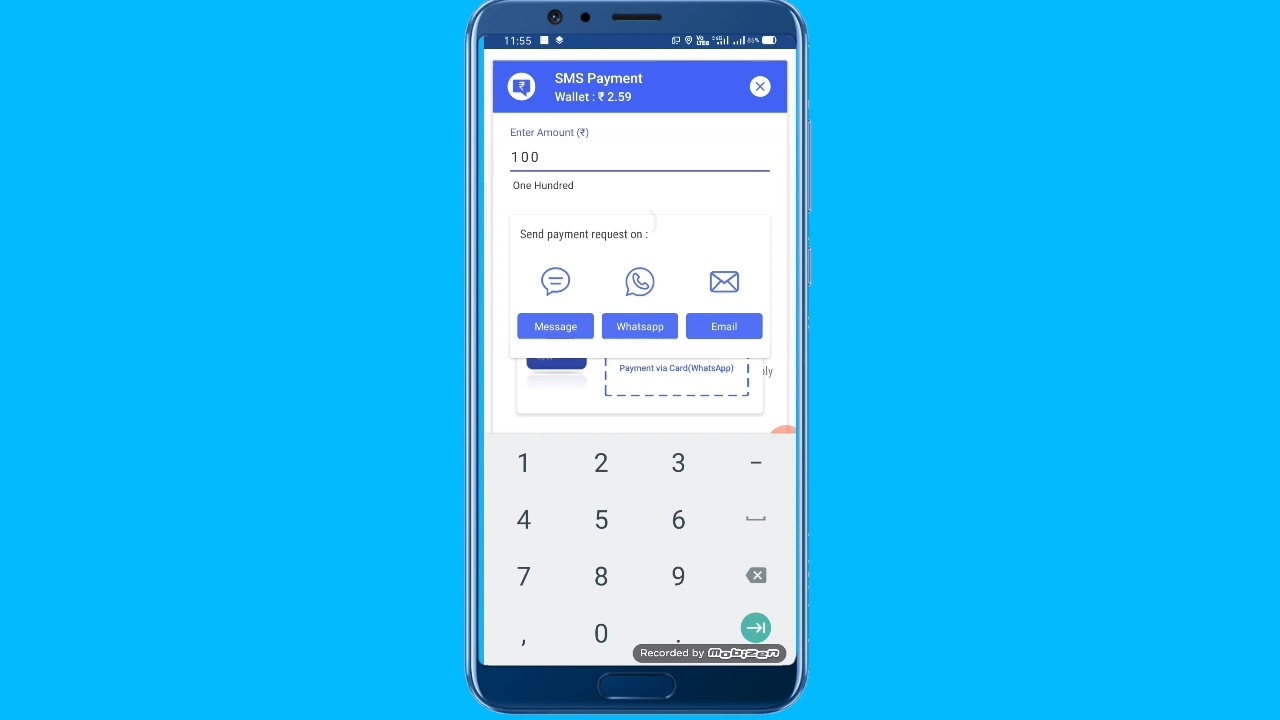 11:55
85%
SMS Payment
Wallet : ₹ 2.59
Enter Amount (₹)
100
One Hundred
Send payment request on :
Message Whatsapp Email
Payment via Card(WhatsApp)
1 2 3 -
4 5 6
7 8 9
, 0 .
Recorded by mobizen